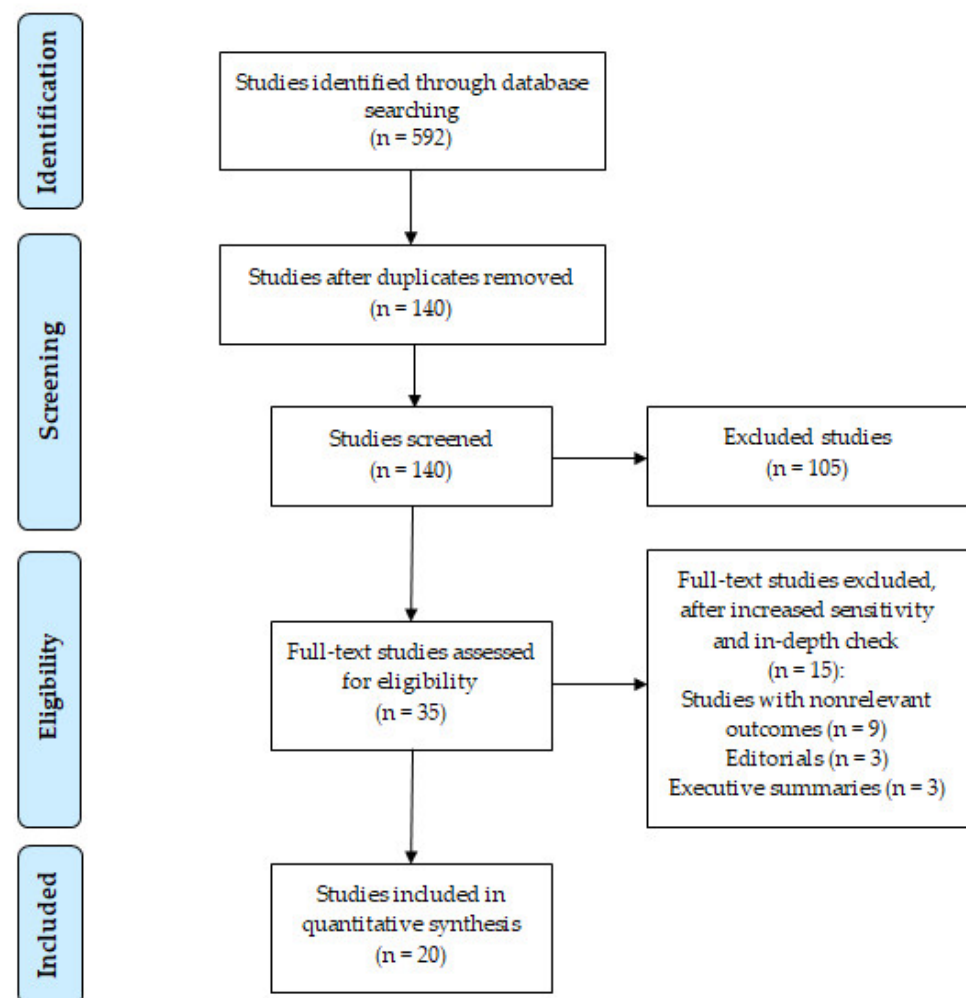 Identification
Studies identified through database
searching
(n = 592)
Screening
Studies after duplicates removed
(n = 140)
Studies screened
(n = 140)
Excluded studies
(n = 105)
Eligibility
Full-text studies assessed
for eligibility
(n = 35)
Full-text studies excluded,
after increased sensitivity
and in-depth check
(n = 15):
Studies with nonrelevant
outcomes (n = 9)
Editorials (n = 3)
Executive summaries (n = 3)
Included
Studies included in
quantitative synthesis
(n = 20)